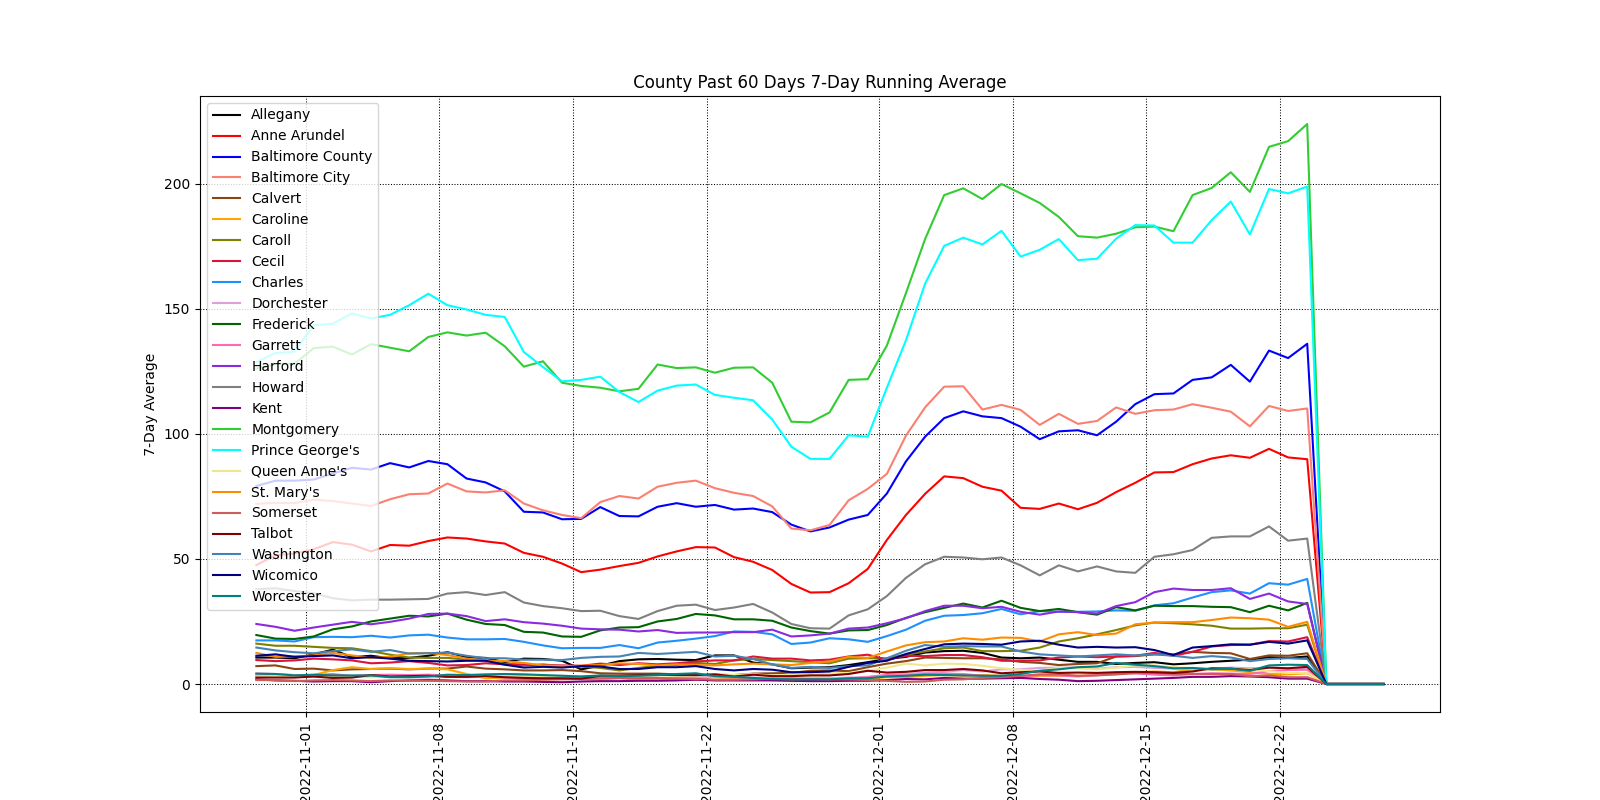 County Past 60 Days 7-Day Running Average
Allegany
Anne Arundel
Baltimore County
Baltimore City
Calvert
Caroline
Caroll
Cecil
Charles
Dorchester
Frederick
Garrett
Harford
Howard
Kent
Montgomery
Prince George's
Queen Anne's
St. Mary's
Somerset
Talbot
Washington
Wicomico
Worcester
7-Day Average
200
150
100
50
0
2022-11-01
2022-11-08
2022-11-15
2022-11-22
2022-12-01
2022-12-08
2022-12-15
2022-12-22